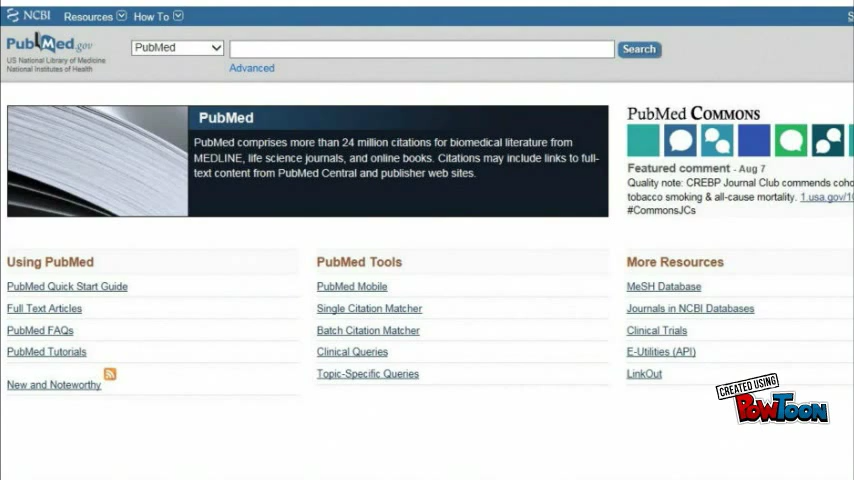 NCBI Resources How To
PubMed.gov
US National Library of Medicine
National Institutes of Health
PubMed
Search
Advanced
PubMed
PubMed comprises more than 24 million citations for biomedical literature from
MEDLINE, life science journals, and online books. Citations may include links to full-
text content from PubMed Central and publisher web sites.
PubMed COMMONS
Featured comment - Aug 7
Quality note: CREBP Journal Club commends coho
tobacco smoking & all-cause mortality. 1.usa.gov/1
#CommonsJCs
Using PubMed
PubMed Quick Start Guide
Full Text Articles
PubMed FAQs
PubMed Tutorials
New and Noteworthy
PubMed Tools
PubMed Mobile
Single Citation Matcher
Batch Citation Matcher
Clinical Queries
Topic-Specific Queries
More Resources
MeSH Database
Journals in NCBI Databases
Clinical Trials
E-Utilities (API)
LinkOut
CREATED USING
POWTOON